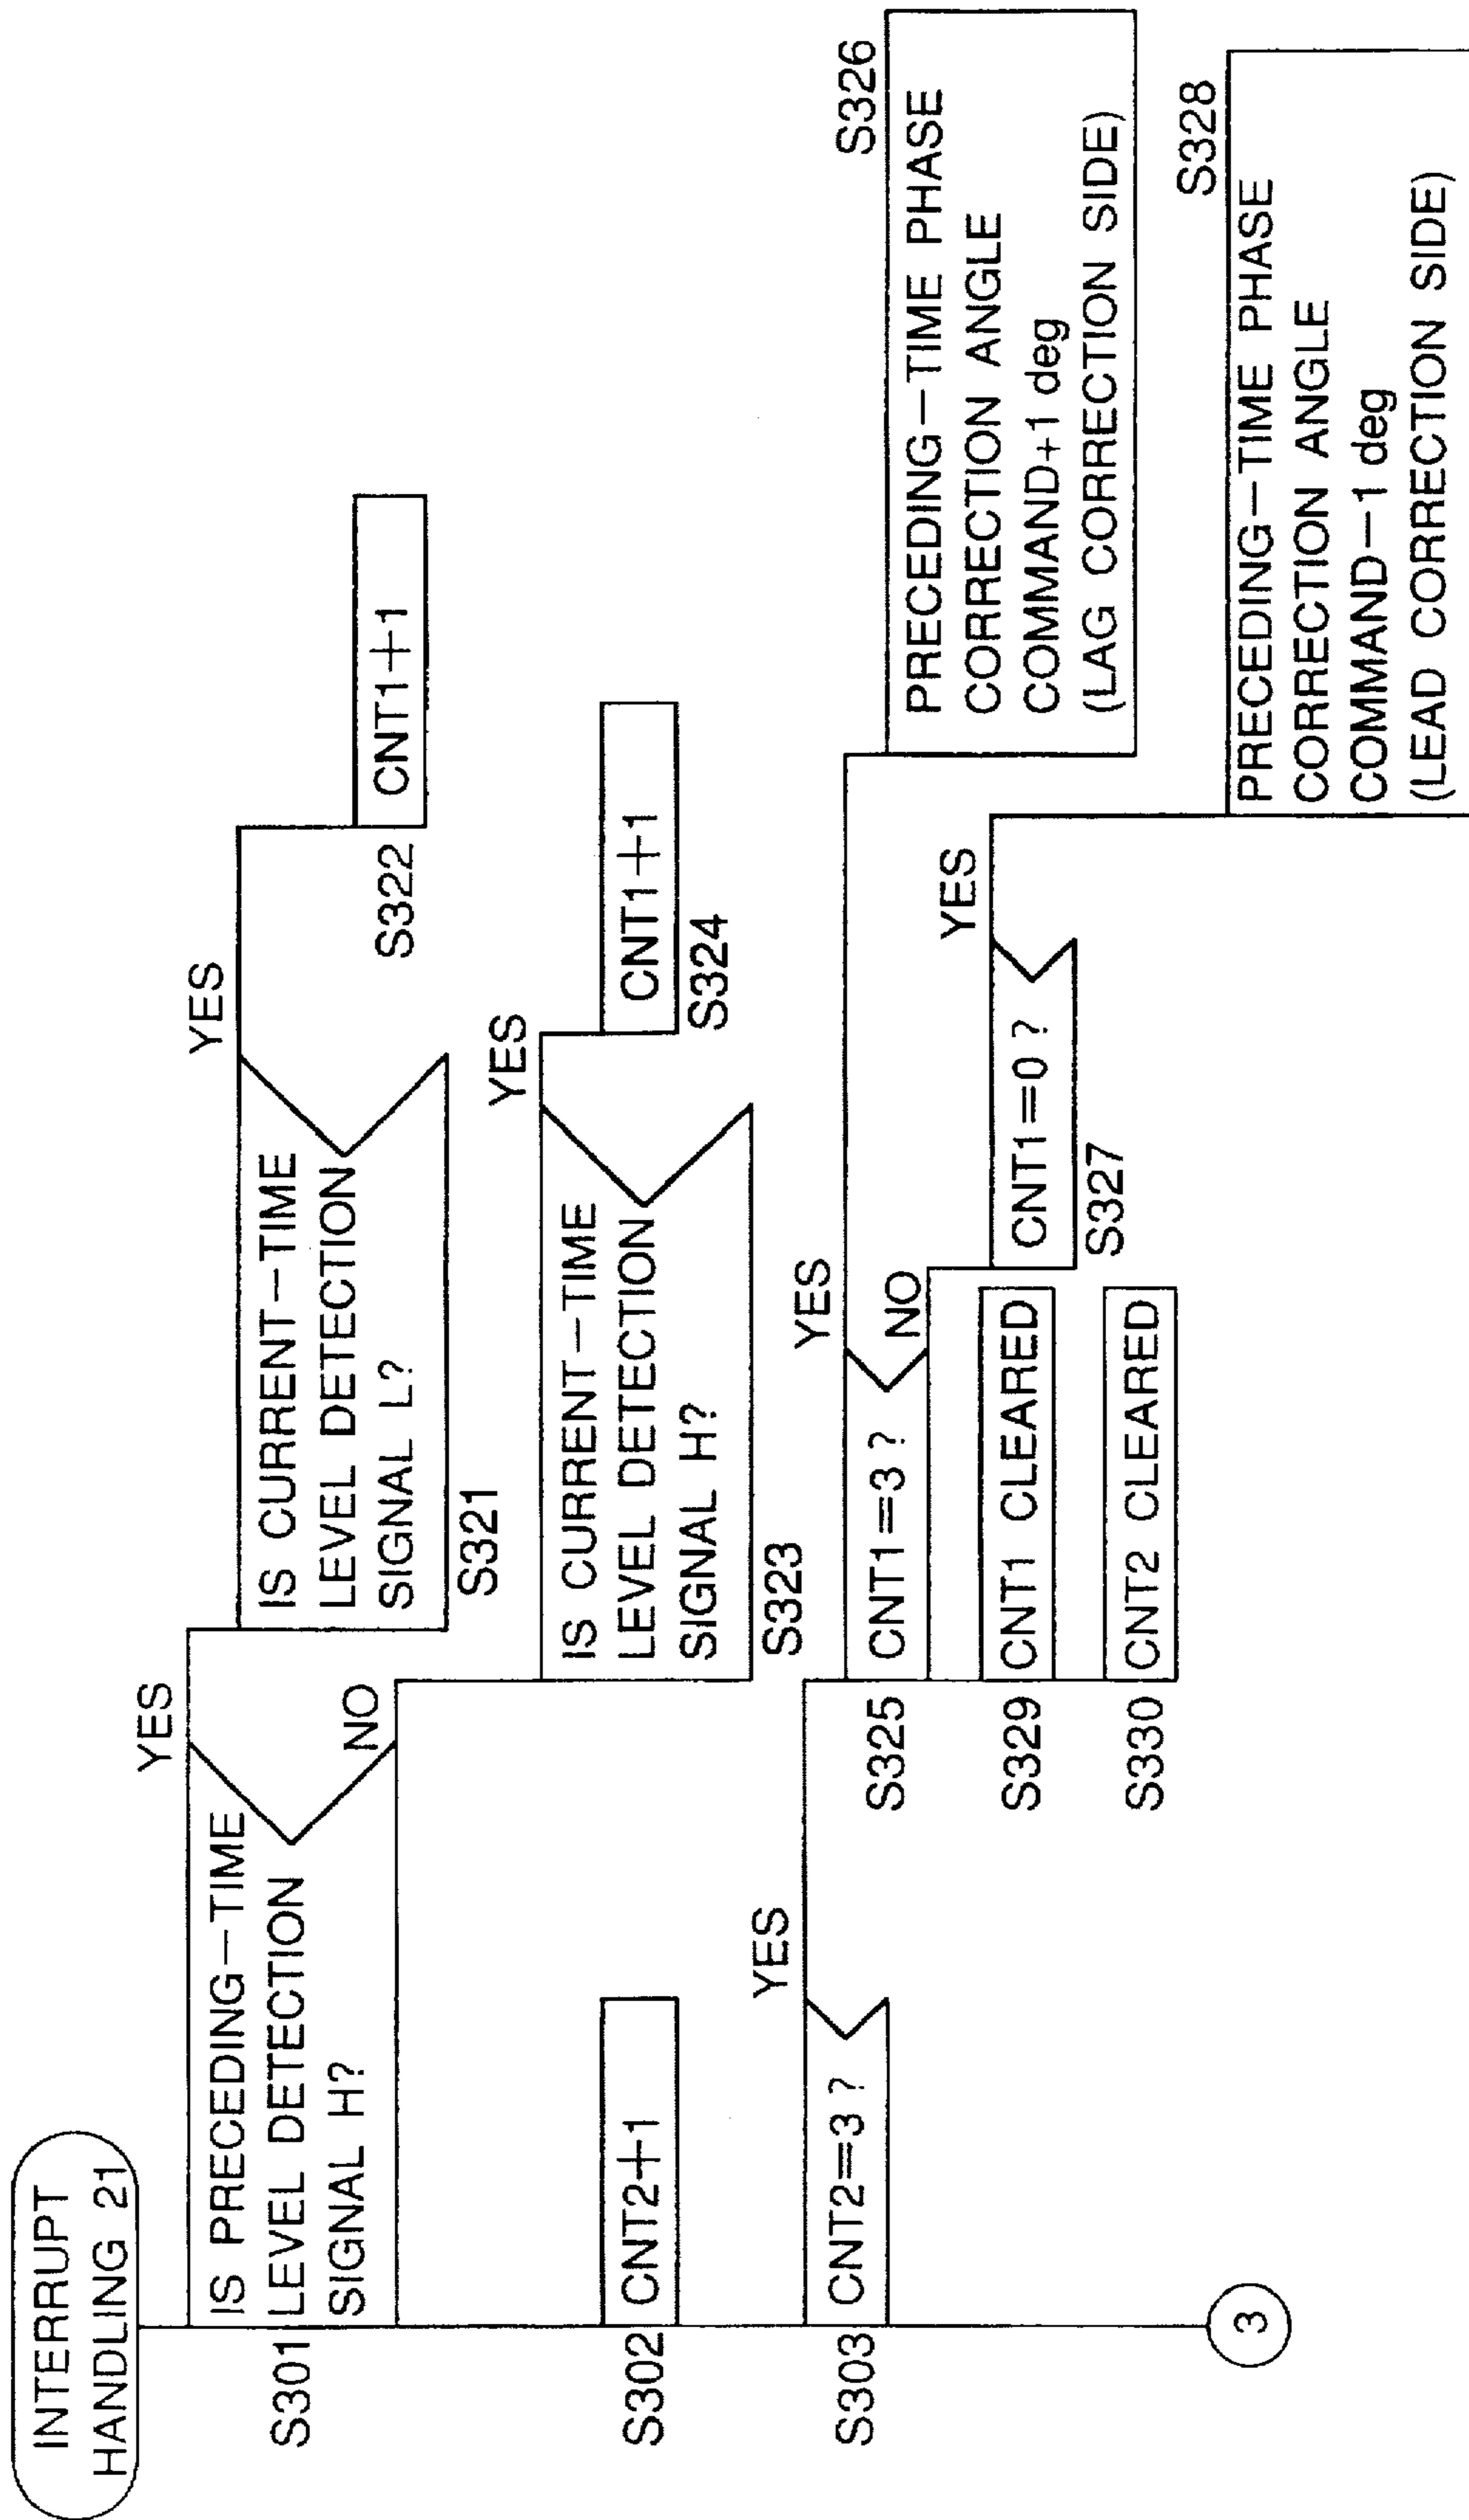 INTERRUPT
HANDLING 21
S301
IS PRECEDING-TIME
LEVEL DETECTION
SIGNAL H?
YES
NO
IS CURRENT-TIME
LEVEL DETECTION
SIGNAL L?
S321
YES
S322
CNT1+1
IS CURRENT-TIME
LEVEL DETECTION
SIGNAL H?
S323
YES
CNT1+1
S324
S302
CNT2+1
S303
CNT2=3 ?
YES
S325
CNT1=3 ?
YES
NO
S326
PRECEDING-TIME PHASE
CORRECTION ANGLE
COMMAND+1 deg
(LAG CORRECTION SIDE)
CNT1=0 ?
S327
YES
S328
PRECEDING-TIME PHASE
CORRECTION ANGLE
COMMAND-1 deg
(LEAD CORRECTION SIDE)
S329
CNT1 CLEARED
S330
CNT2 CLEARED
3